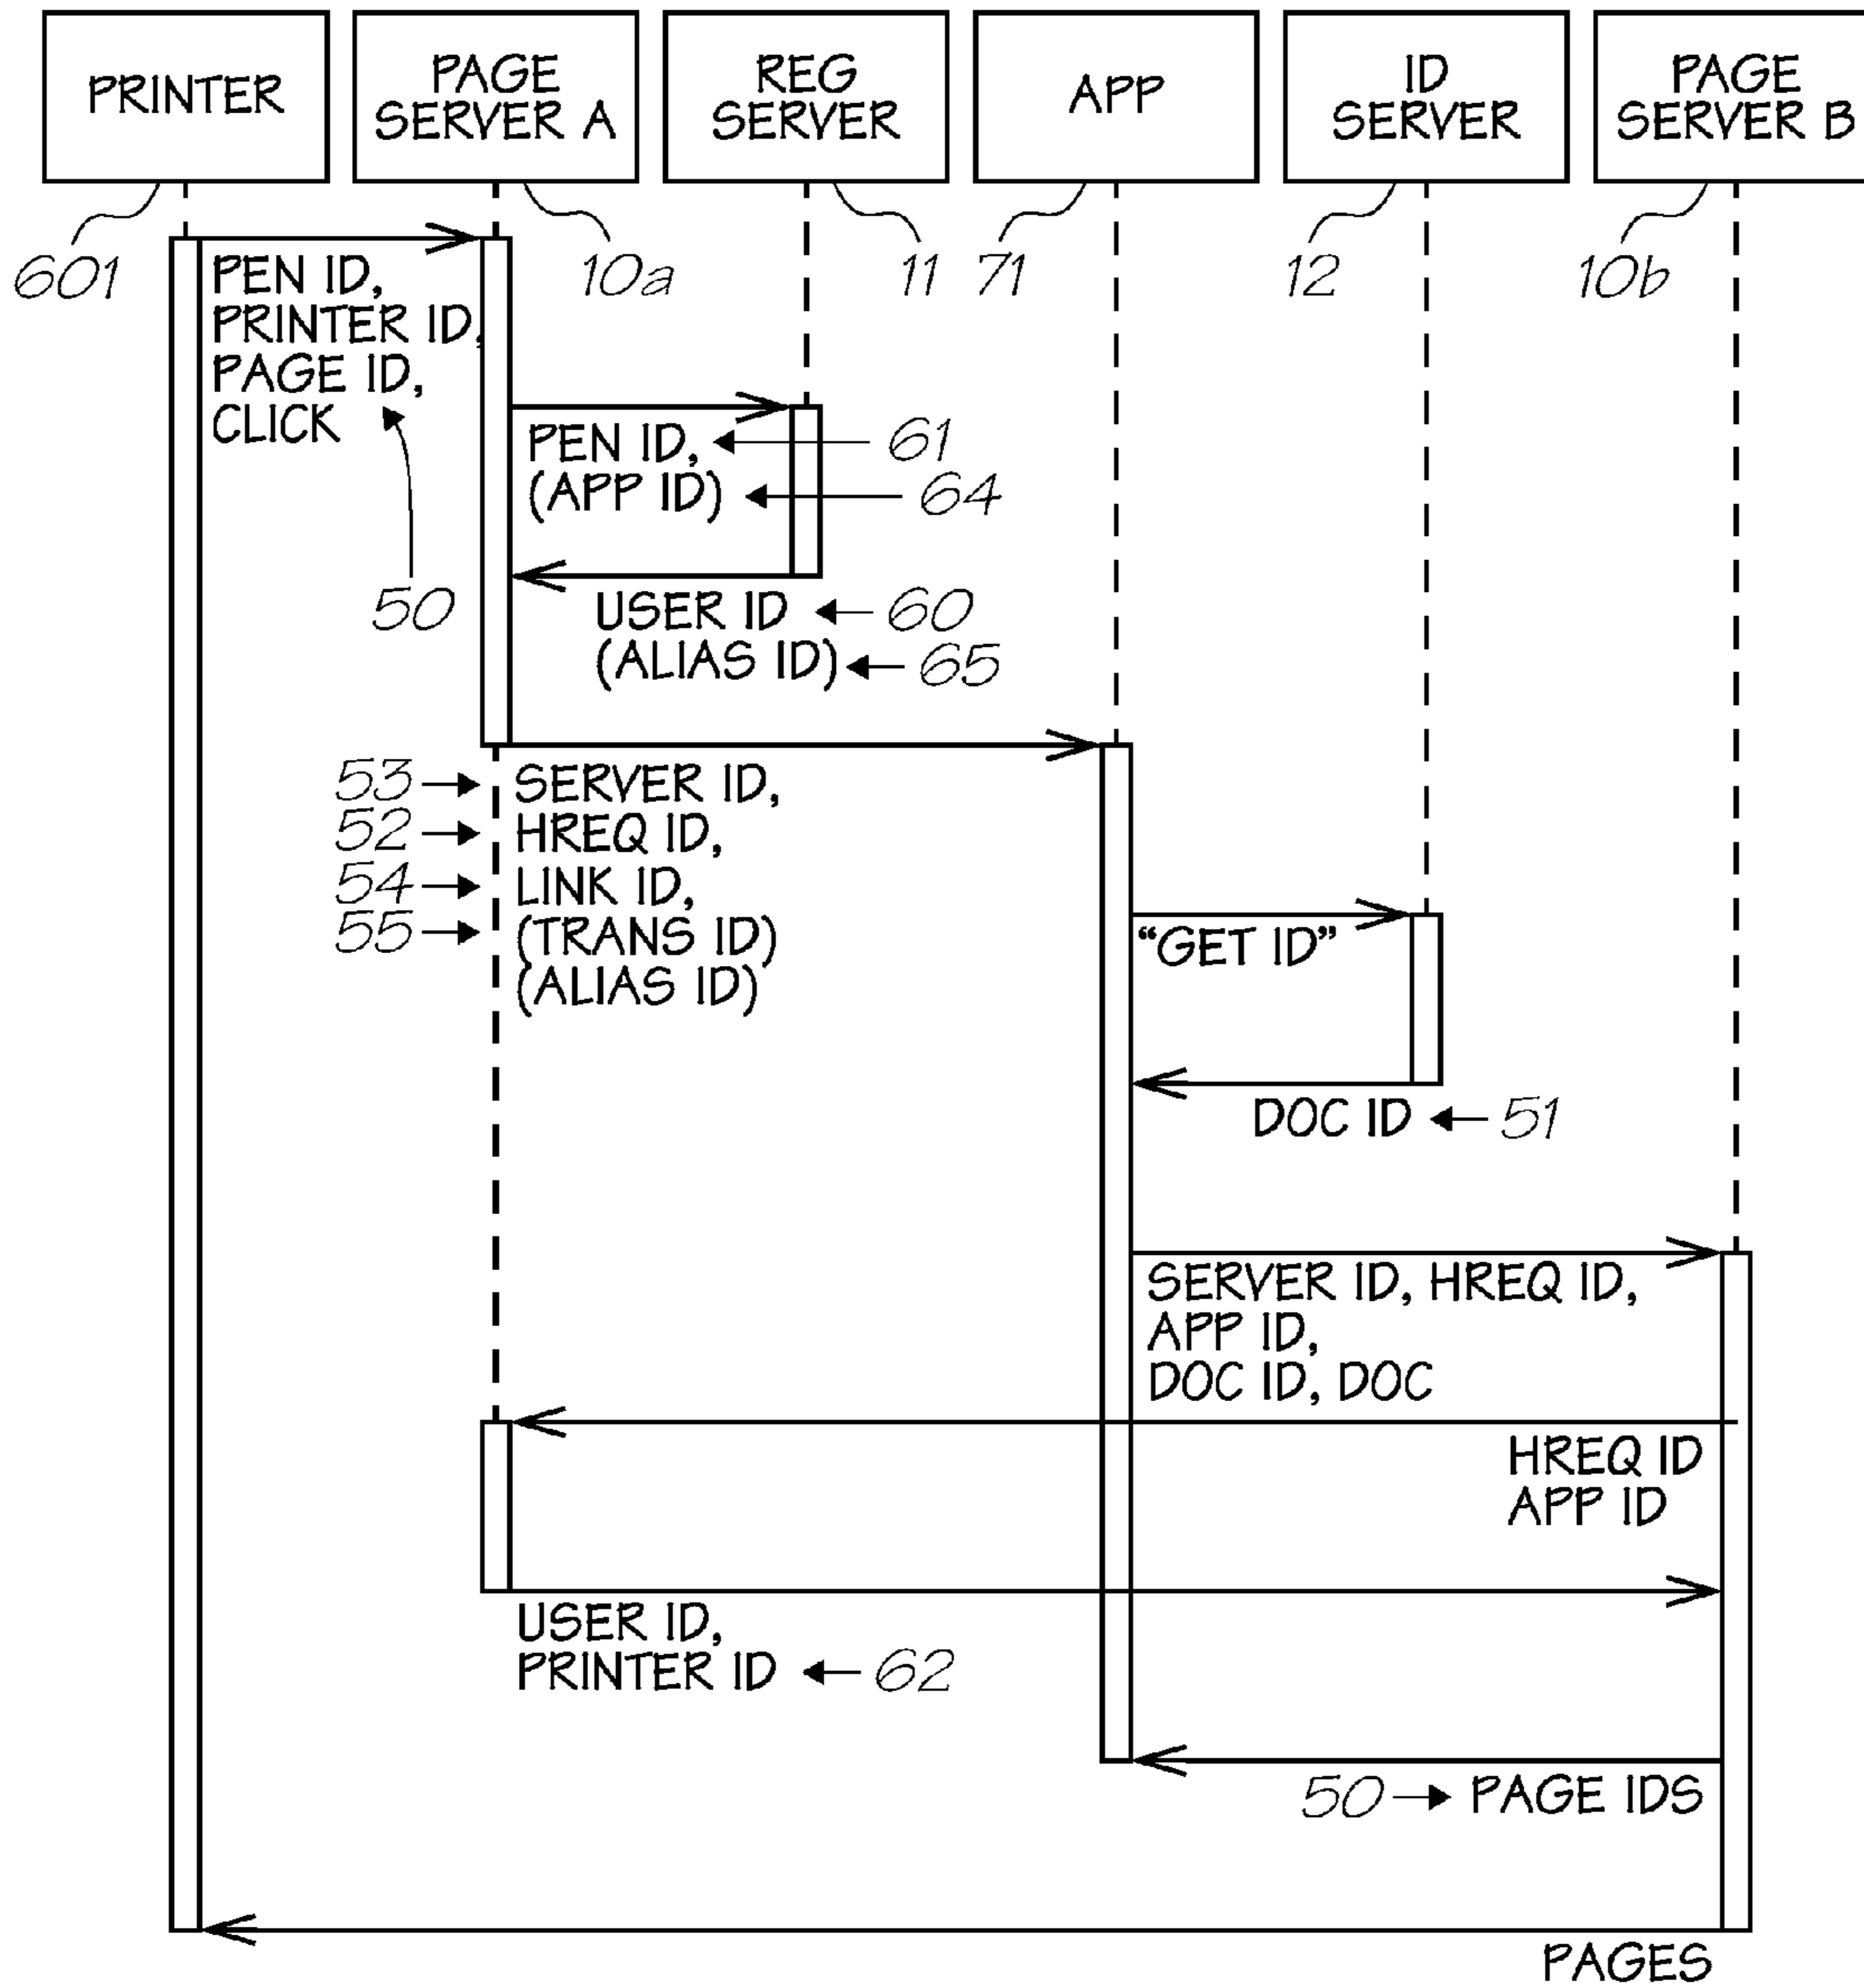 PRINTER
PAGE
SERVER A
REG
SERVER
APP
ID
SERVER
PAGE
SERVER B
601
10a
11
71
12
10b
PEN ID,
PRINTER ID,
PAGE ID,
CLICK
50
PEN ID, 61
(APP ID) 64
USER ID 60
(ALIAS ID) 65
53 SERVER ID,
52 HREQ ID,
54 LINK ID,
55 (TRANS ID)
(ALIAS ID)
“GET ID”
DOC ID 51
SERVER ID, HREQ ID,
APP ID,
DOC ID, DOC
HREQ ID
APP ID
USER ID,
PRINTER ID 62
50 PAGE IDS
PAGES